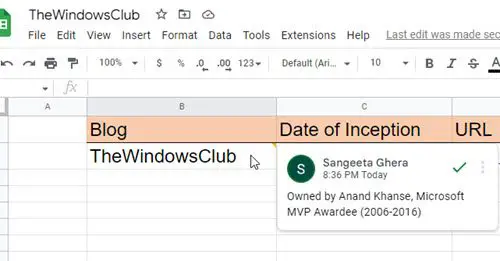 TheWindowsClub
File Edit View Insert Format Data Tools Extensions Help Last edit was made seco
100% $ % .0 .00 123 Default (Ari... 10 B I S A
fx
A B C
Blog Date of Inception URL
TheWindowsClub
S Sangeeta Ghera
8:36 PM Today
Owned by Anand Khanse, Microsoft
MVP Awardee (2006-2016)